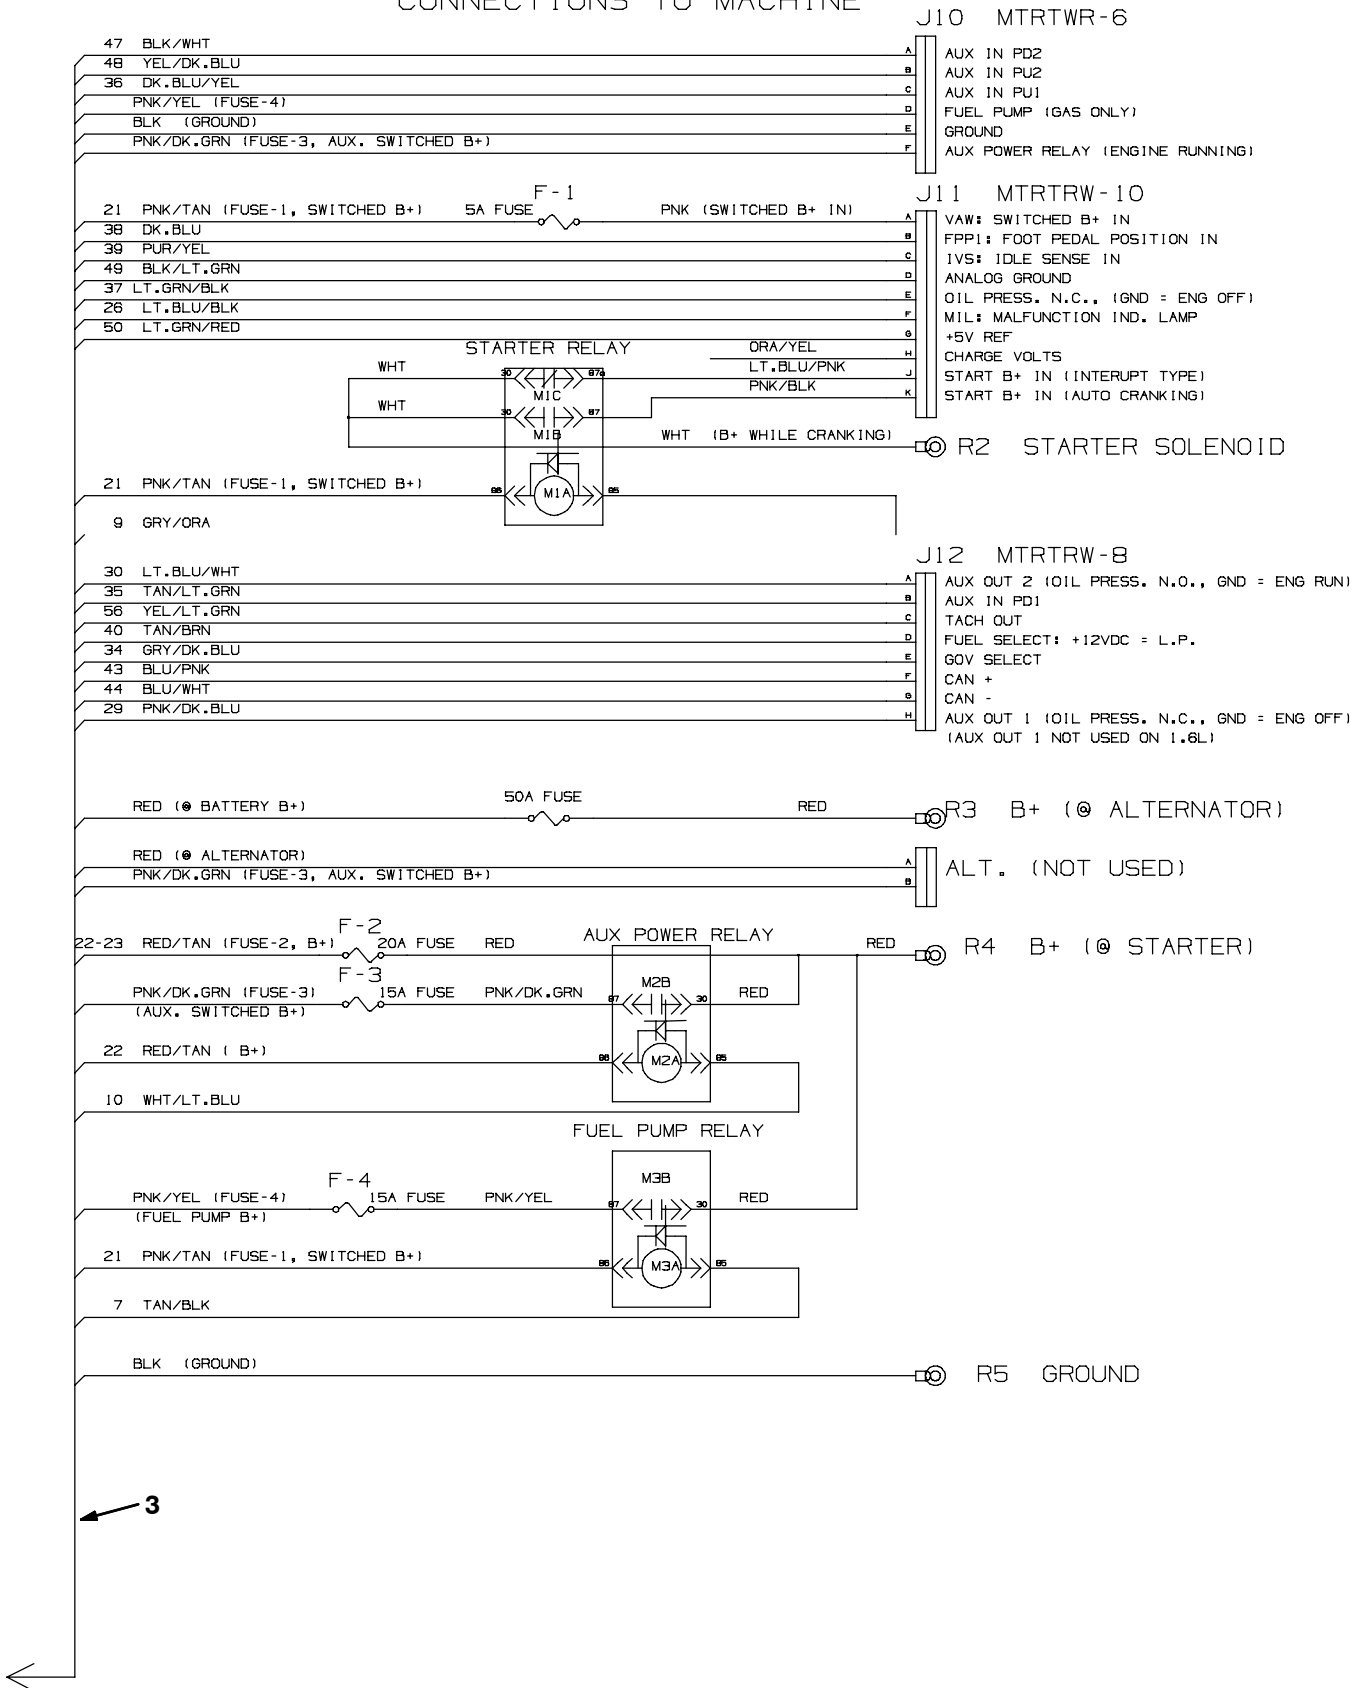 CONNECTIONS TO MACHINE
J10 MTRTWR-6
47 BLK/WHT A AUX IN PD2
48 YEL/DK.BLU B AUX IN PU2
36 DK.BLU/YEL C AUX IN PU1
PNK/YEL (FUSE-4) D FUEL PUMP (GAS ONLY)
BLK (GROUND) E GROUND
PNK/DK.GRN (FUSE-3, AUX. SWITCHED B+) F AUX POWER RELAY (ENGINE RUNNING)
F-1 J11 MTRTRW-10
21 PNK/TAN (FUSE-1, SWITCHED B+) 5A FUSE PNK (SWITCHED B+ IN) A VAW: SWITCHED B+ IN
38 DK.BLU B FPP1: FOOT PEDAL POSITION IN
39 PUR/YEL C IVS: IDLE SENSE IN
49 BLK/LT.GRN D ANALOG GROUND
37 LT.GRN/BLK E OIL PRESS. N.C., (GND = ENG OFF)
26 LT.BLU/BLK F MIL: MALFUNCTION IND. LAMP
50 LT.GRN/RED G +5V REF
STARTER RELAY ORA/YEL H CHARGE VOLTS
WHT 30 87a LT.BLU/PNK J START B+ IN (INTERUPT TYPE)
M1C PNK/BLK K START B+ IN (AUTO CRANKING)
WHT 30 87
M1B WHT (B+ WHILE CRANKING) R2 STARTER SOLENOID
21 PNK/TAN (FUSE-1, SWITCHED B+) 86 M1A 85
9 GRY/ORA
J12 MTRTRW-8
30 LT.BLU/WHT A AUX OUT 2 (OIL PRESS. N.O., GND = ENG RUN)
35 TAN/LT.GRN B AUX IN PD1
56 YEL/LT.GRN C TACH OUT
40 TAN/BRN D FUEL SELECT: +12VDC = L.P.
34 GRY/DK.BLU E GOV SELECT
43 BLU/PNK F CAN +
44 BLU/WHT G CAN -
29 PNK/DK.BLU H AUX OUT 1 (OIL PRESS. N.C., GND = ENG OFF)
(AUX OUT 1 NOT USED ON 1.6L)
50A FUSE
RED (@ BATTERY B+) RED R3 B+ (@ ALTERNATOR)
RED (@ ALTERNATOR) A ALT. (NOT USED)
PNK/DK.GRN (FUSE-3, AUX. SWITCHED B+) B
F-2 AUX POWER RELAY
22-23 RED/TAN (FUSE-2, B+) 20A FUSE RED RED R4 B+ (@ STARTER)
F-3 M2B
PNK/DK.GRN (FUSE-3) 15A FUSE PNK/DK.GRN 87 30 RED
(AUX. SWITCHED B+)
22 RED/TAN ( B+) 86 M2A 85
10 WHT/LT.BLU
FUEL PUMP RELAY
F-4 M3B
PNK/YEL (FUSE-4) 15A FUSE PNK/YEL 87 30 RED
(FUEL PUMP B+)
21 PNK/TAN (FUSE-1, SWITCHED B+) 86 M3A 85
7 TAN/BLK
BLK (GROUND) R5 GROUND
3